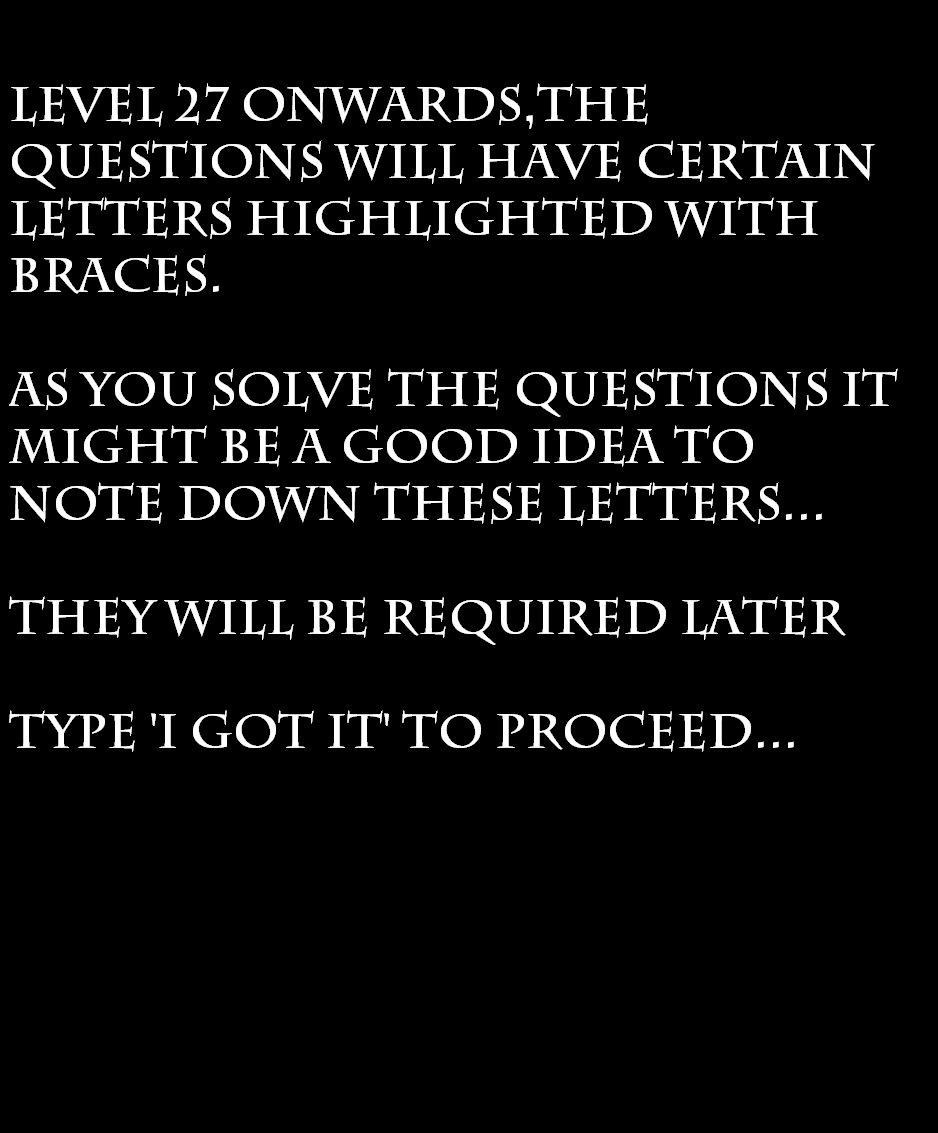 LEVEL 27 ONWARDS,THE
QUESTIONS WILL HAVE CERTAIN
LETTERS HIGHLIGHTED WITH
BRACES.
AS YOU SOLVE THE QUESTIONS IT
MIGHT BE A GOOD IDEA TO
NOTE DOWN THESE LETTERS...
THEY WILL BE REQUIRED LATER
TYPE 'I GOT IT' TO PROCEED...